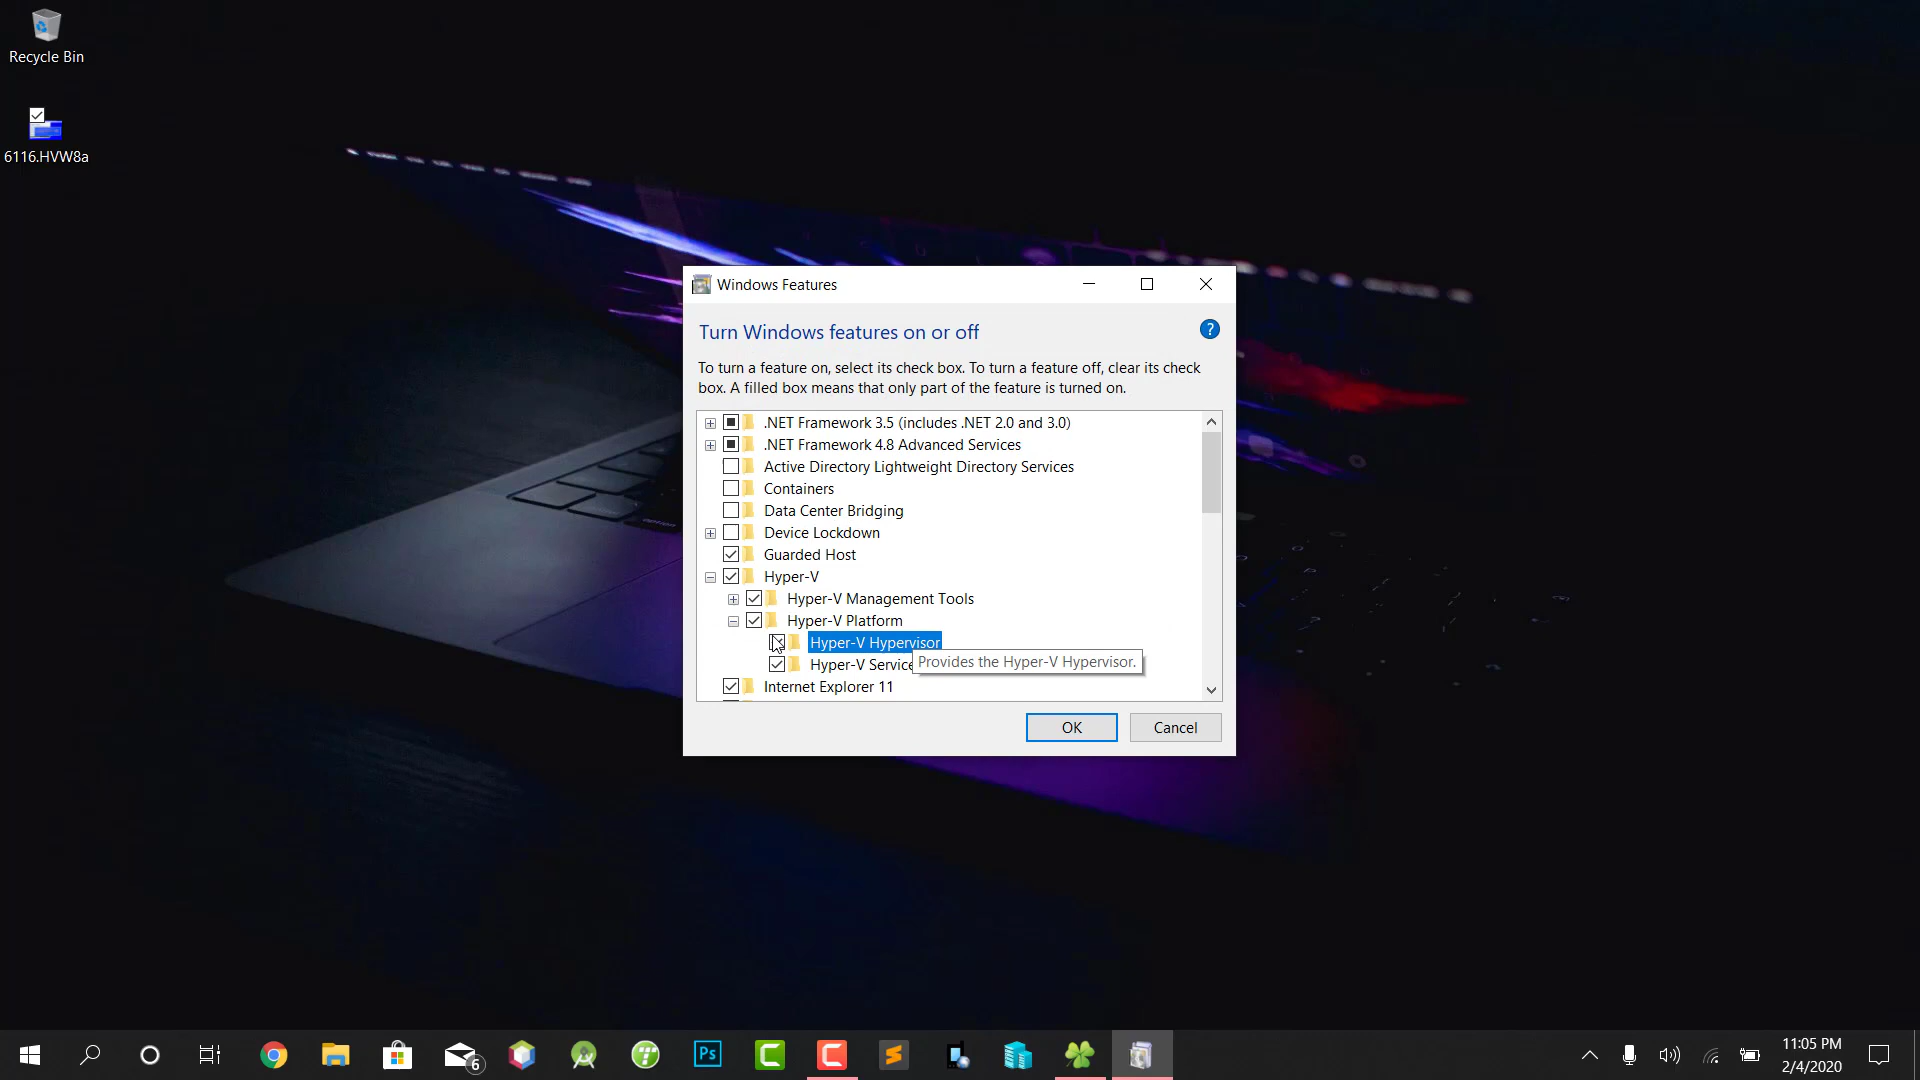 Recycle Bin
6116.HVW8a
Windows Features
Turn Windows features on or off
To turn a feature on, select its check box. To turn a feature off, clear its check
box. A filled box means that only part of the feature is turned on.
.NET Framework 3.5 (includes .NET 2.0 and 3.0)
.NET Framework 4.8 Advanced Services
Active Directory Lightweight Directory Services
Containers
Data Center Bridging
Device Lockdown
Guarded Host
Hyper-V
Hyper-V Management Tools
Hyper-V Platform
Hyper-V Hypervisor
Hyper-V Service
Provides the Hyper-V Hypervisor.
Internet Explorer 11
OK
Cancel
6
Ps
11:05 PM
2/4/2020